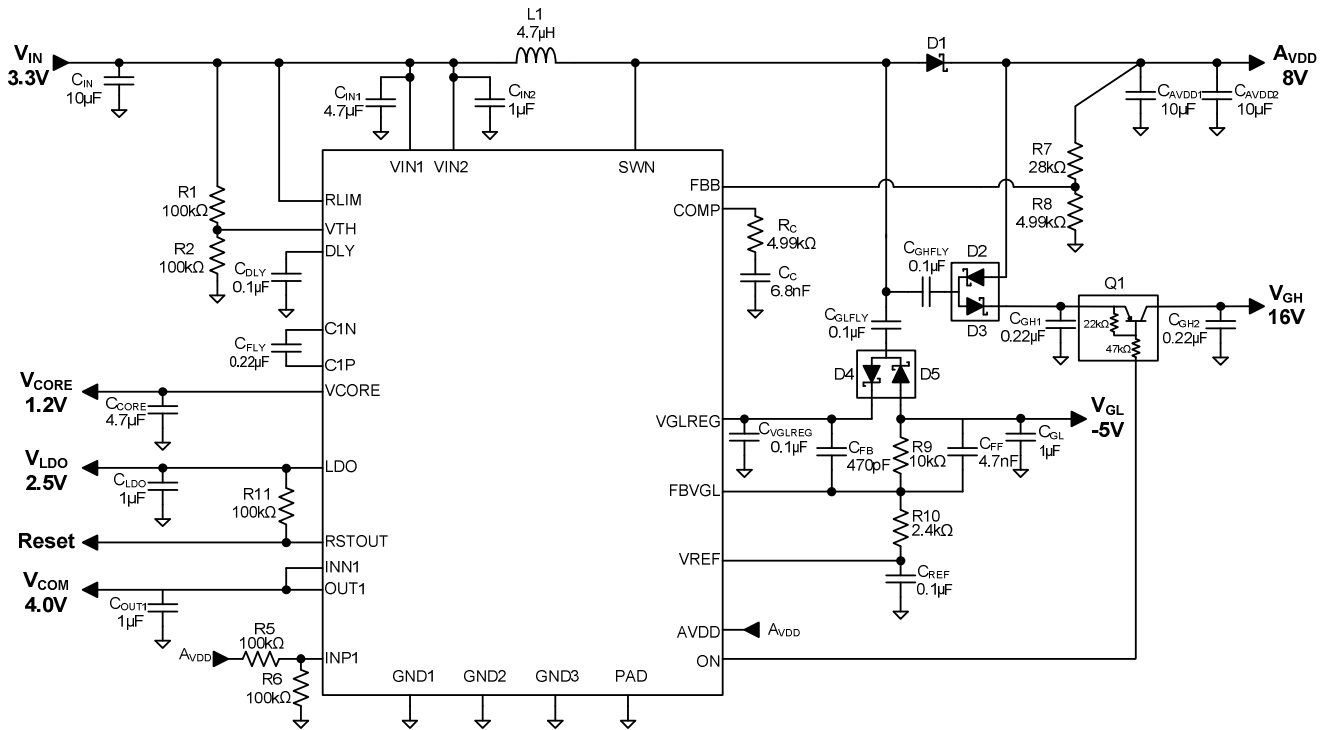 L1
4.7µH
D1
VIN
3.3V
CIN
10µF
CIN1
4.7µF
CIN2
1µF
AVDD
8V
CAVDD1
10µF
CAVDD2
10µF
VIN1
VIN2
SWN
R7
28kΩ
FBB
R8
4.99kΩ
COMP
RC
4.99kΩ
CC
6.8nF
R1
100kΩ
RLIM
VTH
R2
100kΩ
DLY
CDLY
0.1µF
CGHFLY
0.1µF
D2
D3
Q1
22kΩ
47kΩ
VGH
16V
CGH1
0.22µF
CGH2
0.22µF
C1N
CFLY
0.22µF
C1P
CGLFLY
0.1µF
D4
D5
VCORE
1.2V
CCORE
4.7µF
VCORE
VGLREG
CVGLREG
0.1µF
CFB
470pF
R9
10kΩ
CFF
4.7nF
CGL
1µF
VGL
-5V
VLDO
2.5V
CLDO
1µF
LDO
R11
100kΩ
FBVGL
R10
2.4kΩ
Reset
RSTOUT
VREF
CREF
0.1µF
INN1
VCOM
4.0V
OUT1
COUT1
1µF
AVDD
R5
100kΩ
INP1
R6
100kΩ
AVDD
AVDD
ON
GND1
GND2
GND3
PAD